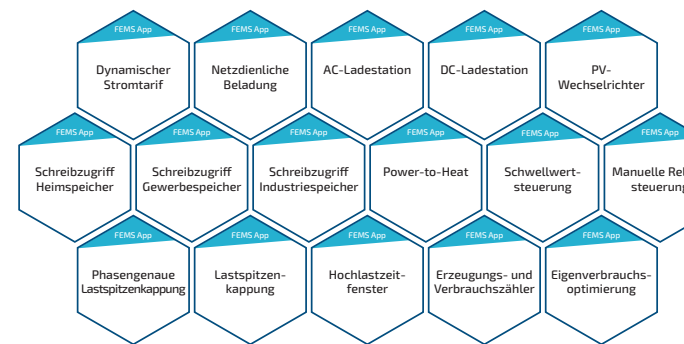 FEMS App
Dynamischer
Stromtarif
FEMS App
Netzdienliche
Beladung
FEMS App
AC-Ladestation
FEMS App
DC-Ladestation
FEMS App
PV-
Wechselrichter
FEMS App
Schreibzugriff
Heimspeicher
FEMS App
Schreibzugriff
Gewerbespeicher
FEMS App
Schreibzugriff
Industriespeicher
FEMS App
Power-to-Heat
FEMS App
Schwellwert-
steuerung
FEMS App
Manuelle
steuerung
FEMS App
Phasengenaue
Lastspitzenkappung
FEMS App
Lastspitzen-
kappung
FEMS App
Hochlastzeit-
fenster
FEMS App
Erzeugungs- und
Verbrauchszähler
FEMS App
Eigenverbrauchs-
optimierung